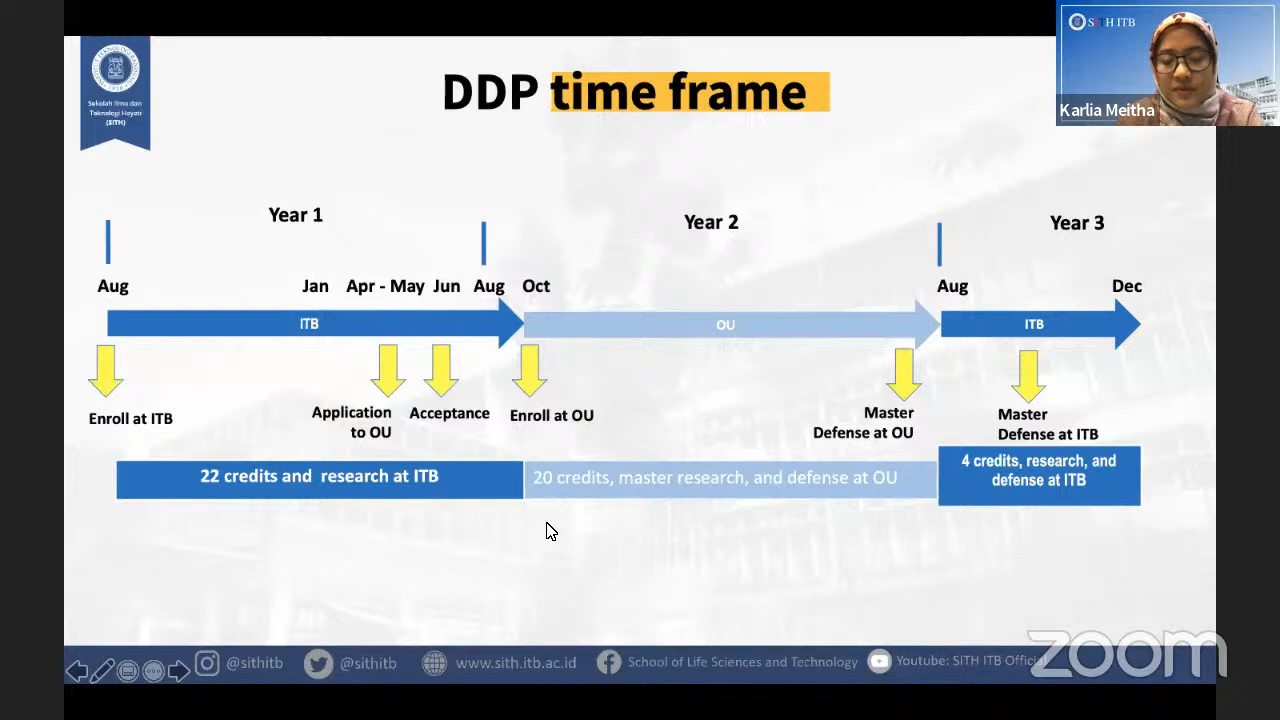 Sekolah Ilmu dan
Teknologi Hayati
(SITH)
DDP time frame
SITH ITB
Karlia Meitha
Year 1
Year 2
Year 3
Aug
Jan
Apr - May
Jun
Aug
Oct
Aug
Dec
ITB
OU
ITB
Enroll at ITB
Application
to OU
Acceptance
Enroll at OU
Master
Defense at OU
Master
Defense at ITB
22 credits and research at ITB
20 credits, master research, and defense at OU
4 credits, research, and
defense at ITB
@sithitb
@sithitb
www.sith.itb.ac.id
School of Life Sciences and Technology
Youtube: SITH ITB Official
zoom